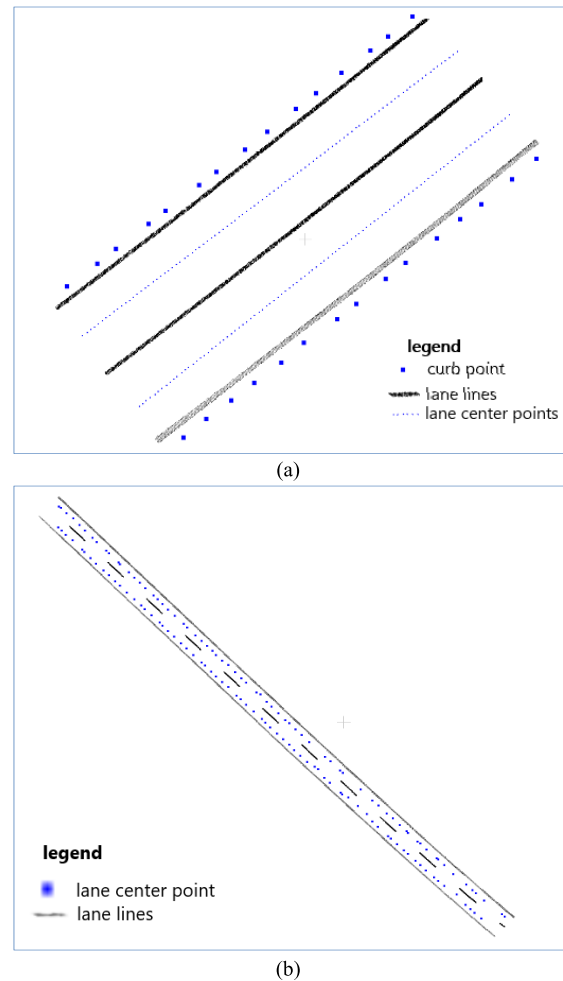 legend
curb point
lane lines
lane center points
(a)
legend
lane center point
lane lines
(b)